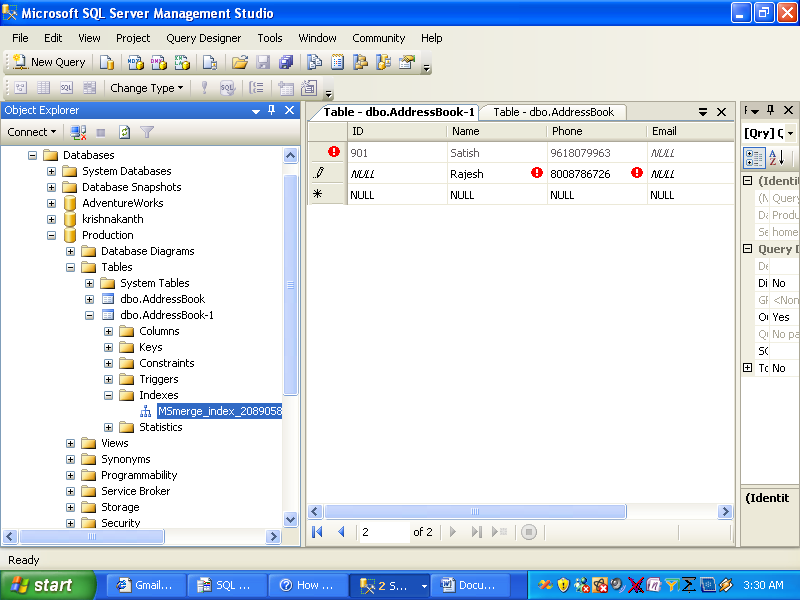 Microsoft SQL Server Management Studio
File Edit View Project Query Designer Tools Window Community Help
New Query
Change Type
Object Explorer
Connect
Databases
System Databases
Database Snapshots
AdventureWorks
krishnakanth
Production
Database Diagrams
Tables
System Tables
dbo.AddressBook
dbo.AddressBook-1
Columns
Keys
Constraints
Triggers
Indexes
MSmerge_index_2089058
Statistics
Views
Synonyms
Programmability
Service Broker
Storage
Security
Table - dbo.AddressBook-1 Table - dbo.AddressBook
ID Name Phone Email
901 Satish 9618079963 NULL
NULL Rajesh 8008786726 NULL
NULL NULL NULL NULL
2 of 2
[Qry] Q
(Identit
(N Query
Da Produ
Se home
Query D
De
Di No
GF <Non
Ou Yes
Qu No pa
SQ
To No
(Identit
Ready
start Gmail... SQL ... How ... 2 S... Docu... 3:30 AM